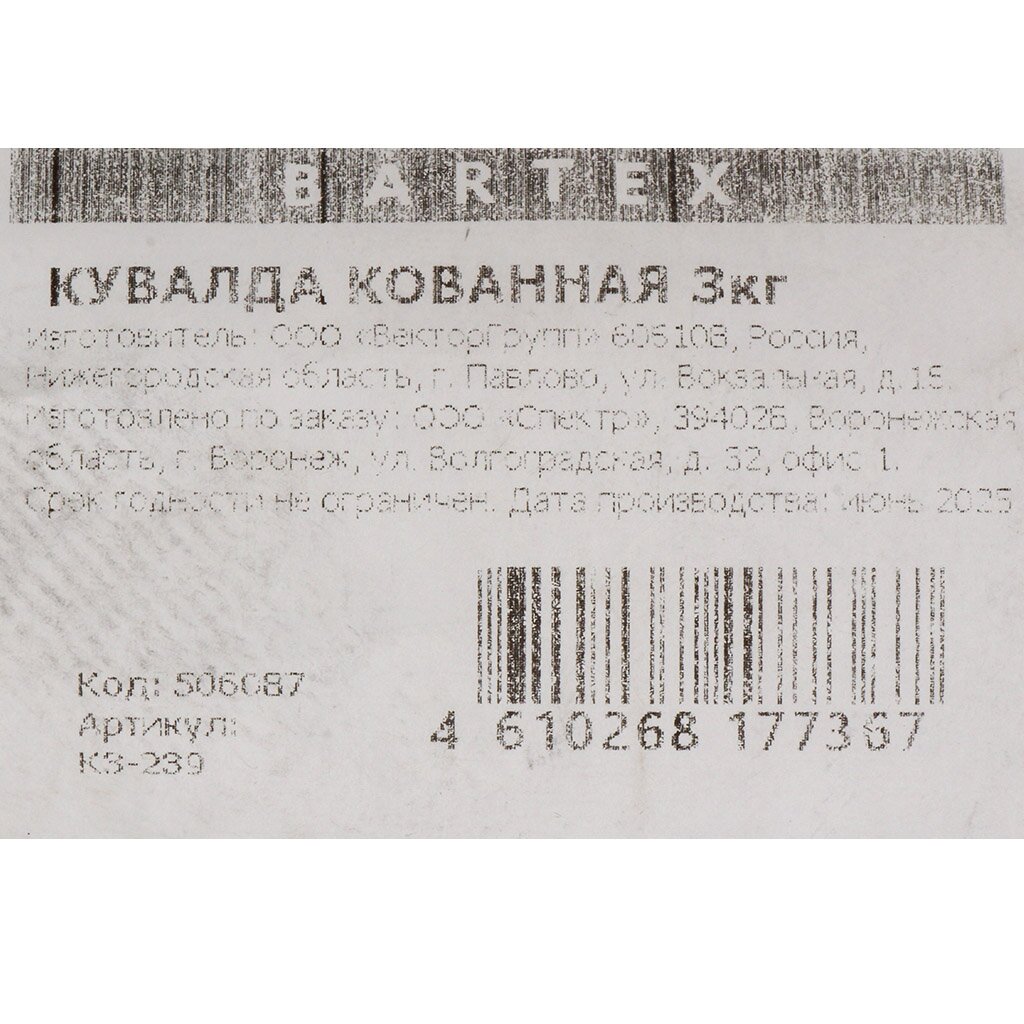 BARTEX
КУВАЛДА КОВАННАЯ 3кг
Изготовитель: ООО «ВекторГрупп» 606108, Россия,
Нижегородская область, г. Павлово, ул. Вокзальная, д.
Изготовлено по заказу: ООО «Спектр», 394026, Воронежская
область, г. Воронеж, ул. Волгоградская, д. 32, офис 1.
Срок годности не ограничен. Дата производства: июнь 2025
Код: 506087
Артикул:
КЗ-239
4 610268 177367